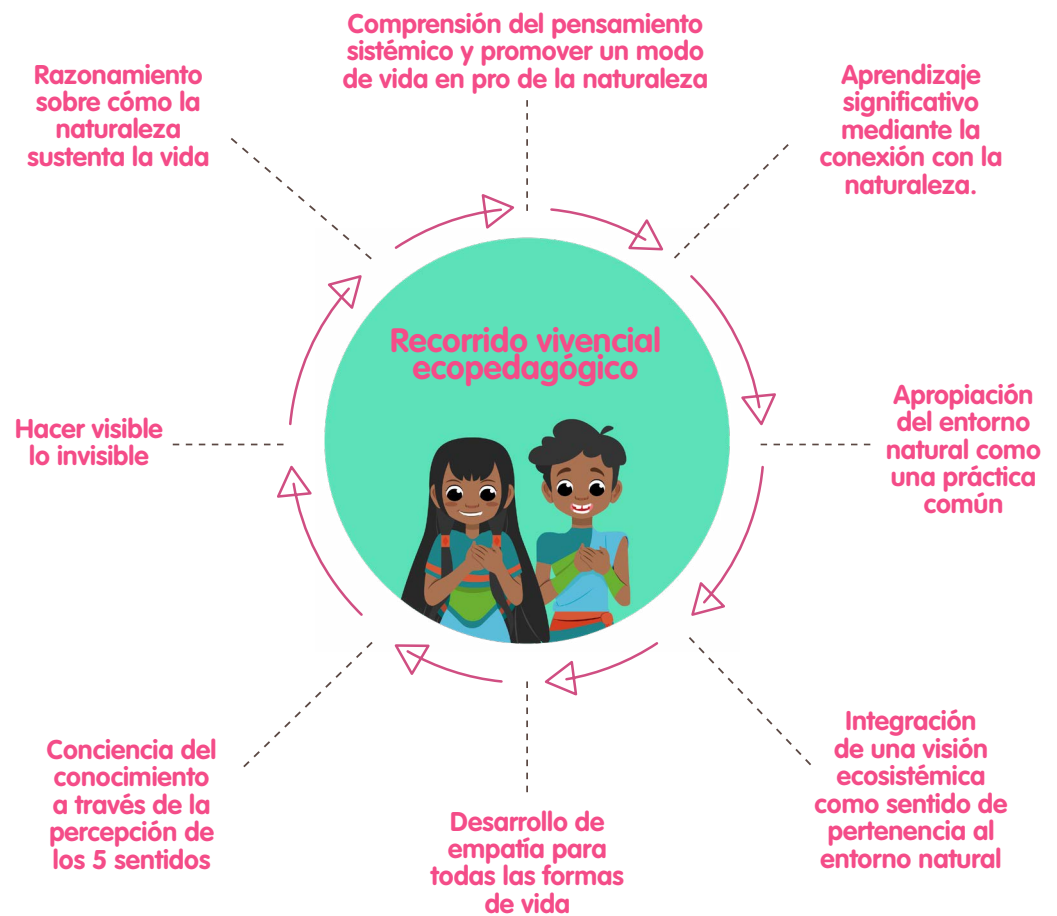 Comprensión del pensamiento
sistémico y promover un modo
de vida en pro de la naturaleza
Aprendizaje
significativo
mediante la
conexión con la
naturaleza.
Apropiación
del entorno
natural como
una práctica
común
Integración
de una visión
ecosistémica
como sentido de
pertenencia al
entorno natural
Desarrollo de
empatía para
todas las formas
de vida
Conciencia del
conocimiento
a través de la
percepción de
los 5 sentidos
Hacer visible
lo invisible
Razonamiento
sobre cómo la
naturaleza
sustenta la vida
Recorrido vivencial
ecopedagógico